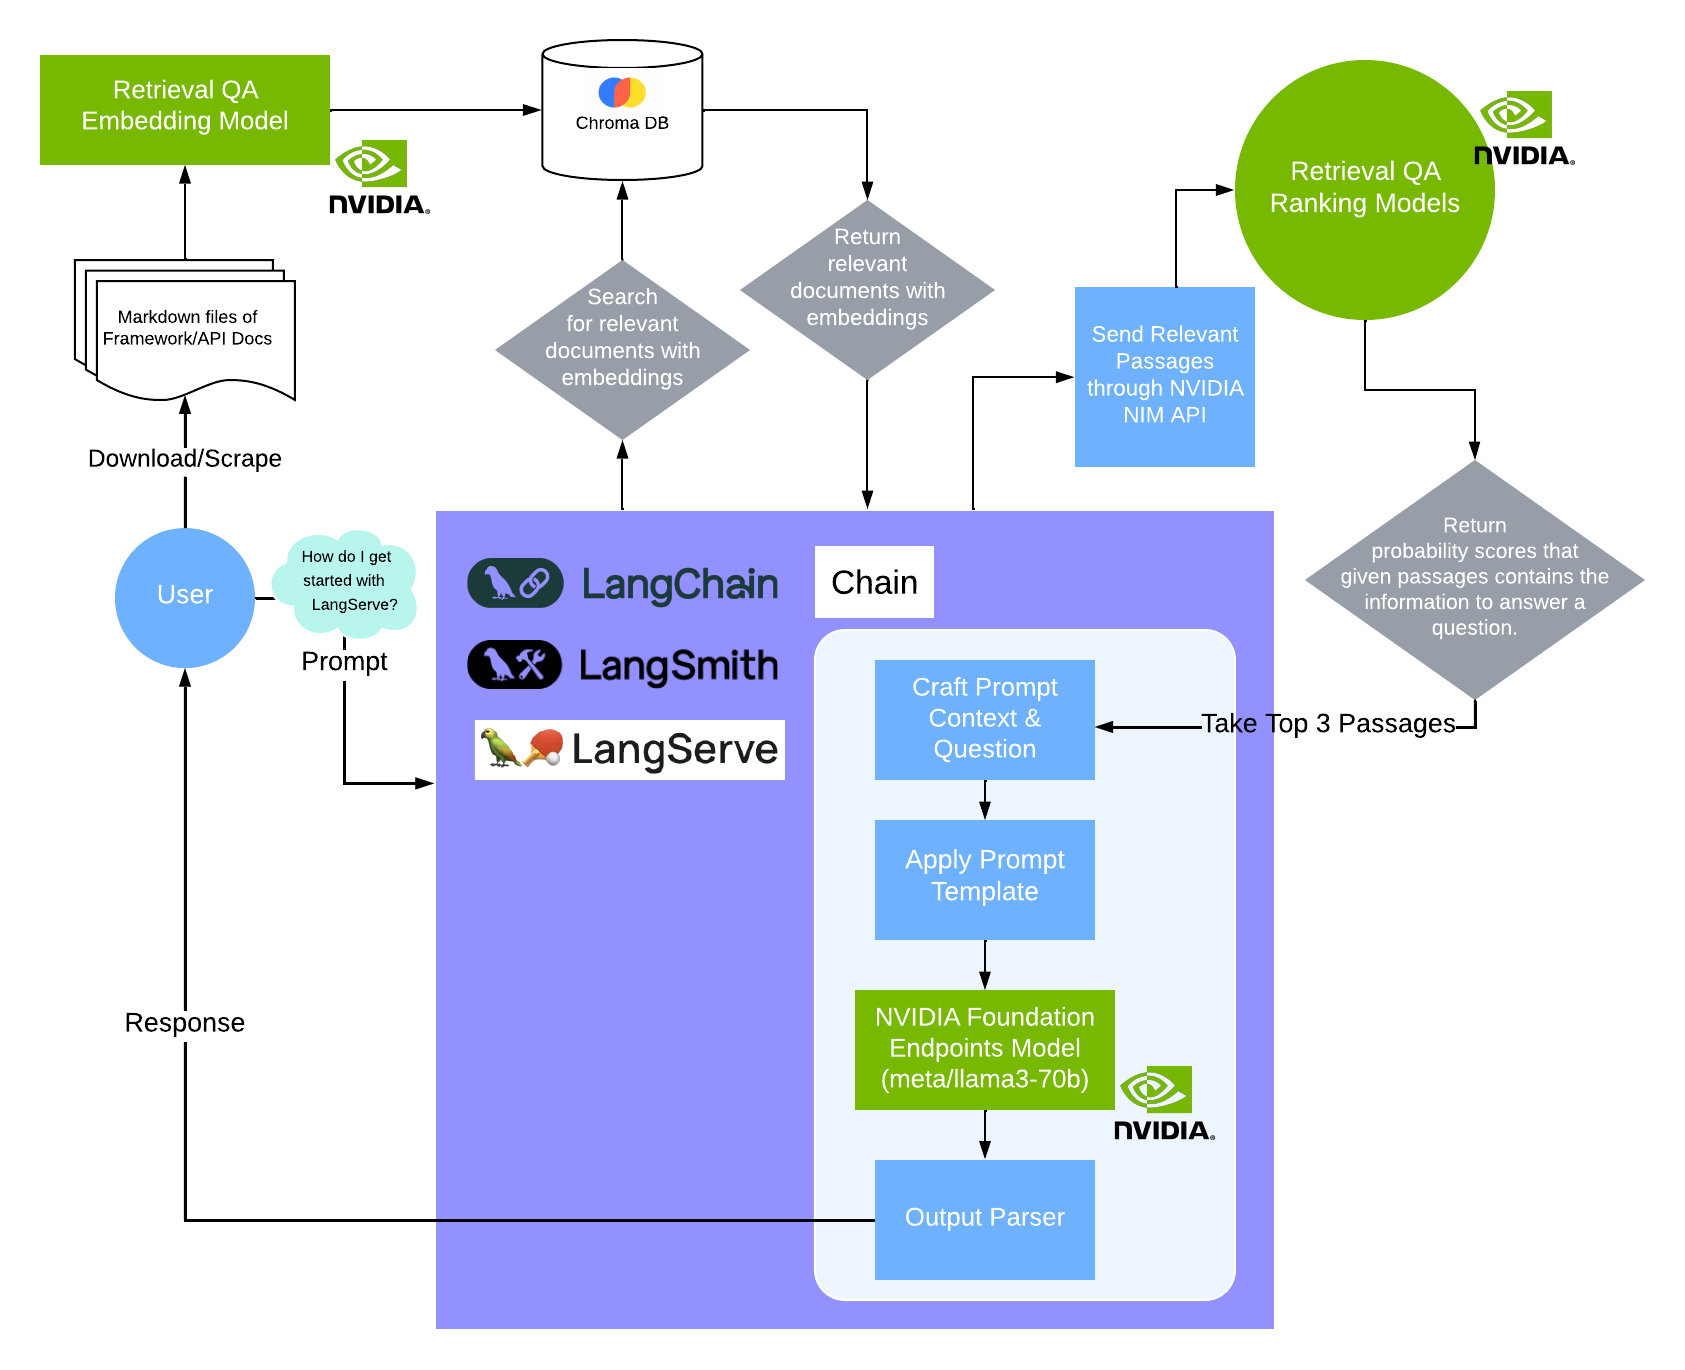 Retrieval QA
Embedding Model
NVIDIA
Chroma DB
Return
relevant
documents with
embeddings
Search
for relevant
documents with
embeddings
Retrieval QA
Ranking Models
NVIDIA
Send Relevant
Passages
through NVIDIA
NIM API
Markdown files of
Framework/API Docs
Download/Scrape
User
How do I get
started with
LangServe?
Prompt
Return
probability scores that
given passages contains the
information to answer a
question.
Take Top 3 Passages
LangChain
LangSmith
LangServe
Chain
Craft Prompt
Context &
Question
Apply Prompt
Template
NVIDIA Foundation
Endpoints Model
(meta/llama3-70b)
NVIDIA
Output Parser
Response